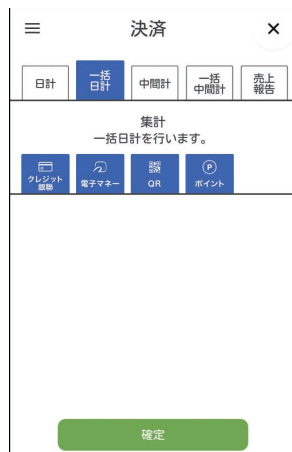 決済
日計
一括
日計
中間計
一括
中間計
売上
報告
集計
一括日計を行います。
クレジット
銀聯
電子マネー
QR
P
ポイント
確定